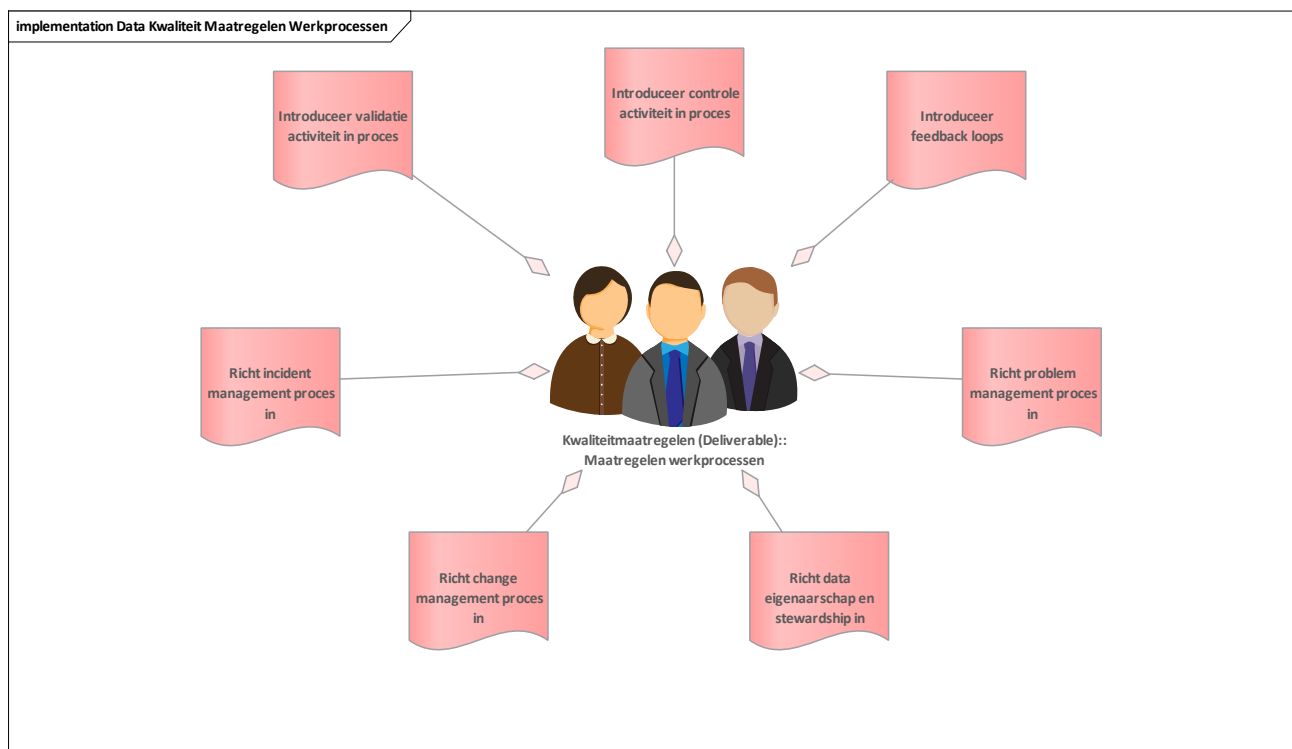 implementation Data Kwaliteit Maatregelen Werkprocessen
Introduceer validatie
activiteit in proces
Introduceer controle
activiteit in proces
Introduceer
feedback loops
Richt incident
management proces
in
Richt problem
management proces
in
Kwaliteitmaatregelen (Deliverable)::
Maatregelen werkprocessen
Richt change
management proces
in
Richt data
eigenaarschap en
stewardship in